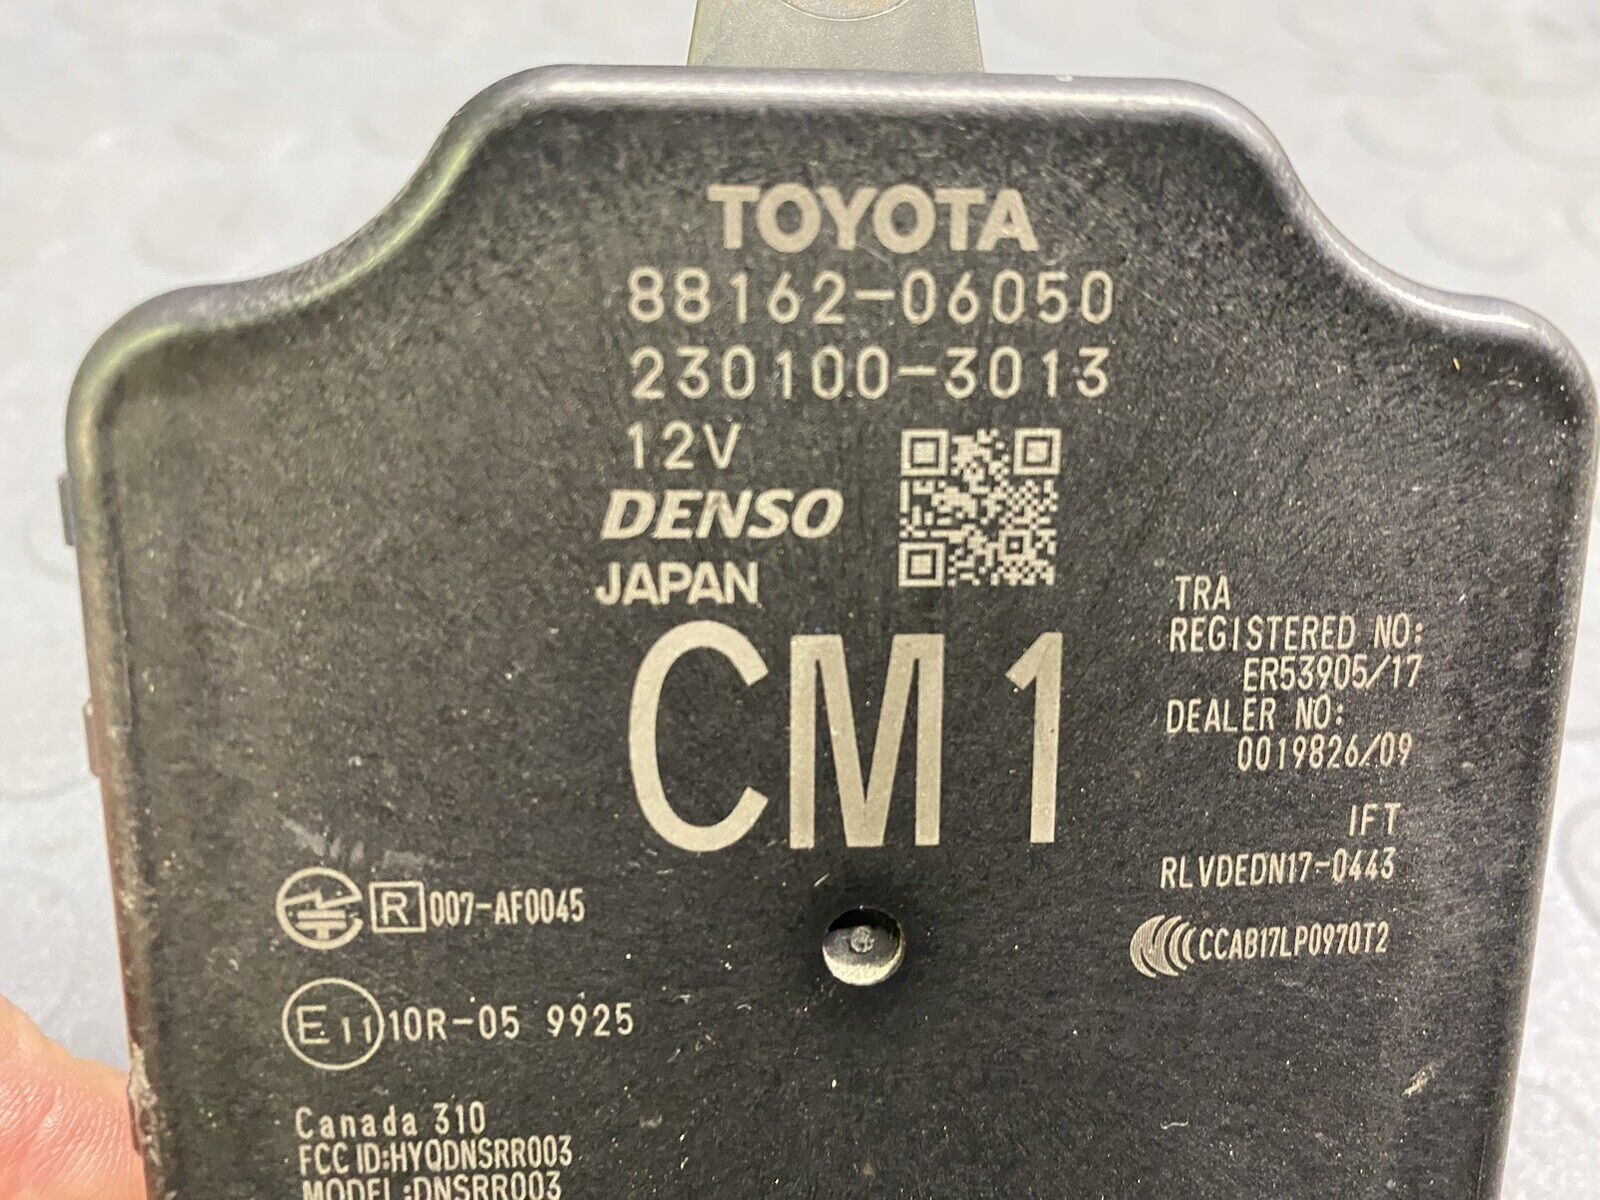 TOYOTA
88162-06050
230100-3013
12V
DENSO
JAPAN
CM1
TRA
REGISTERED NO:
ER53905/17
DEALER NO:
0019826/09
IFT
RLVDEDN17-0443
CCAB17LP0970T2
R 007-AF0045
E11 10R-05 9925
Canada 310
FCC ID:HYQDNSRR003
MODEL:DNSRR003